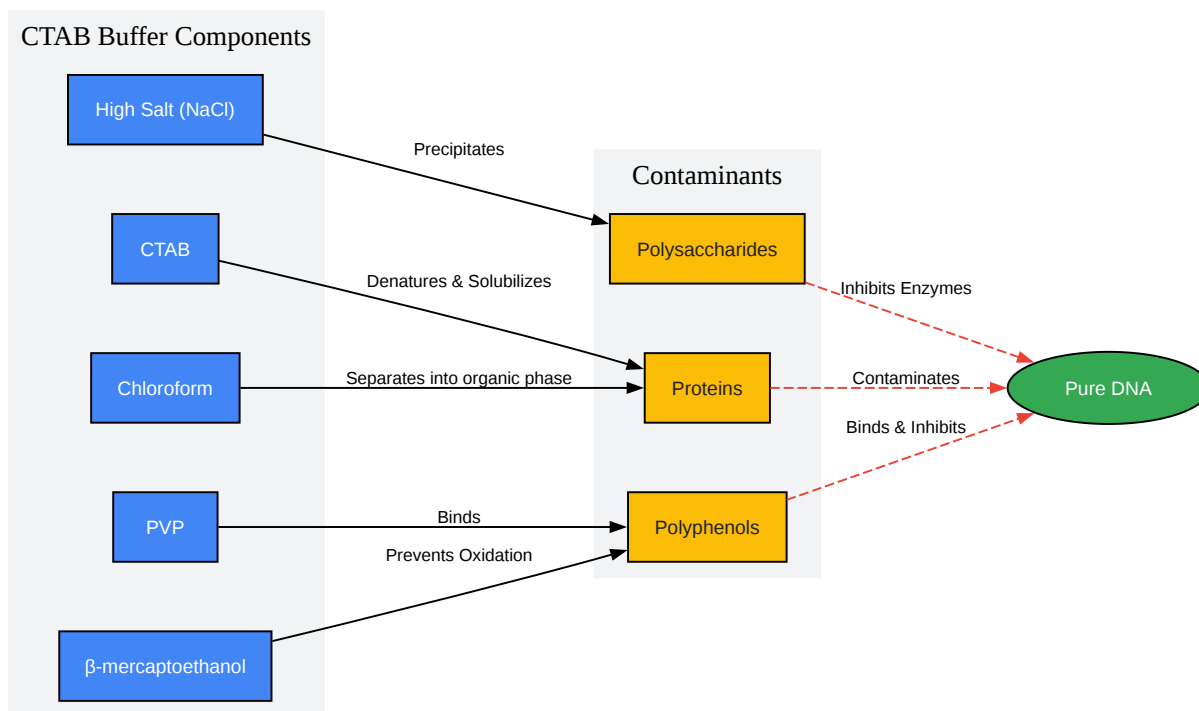 CTAB Buffer Components
High Salt (NaCl)
Precipitates
Contaminants
Polysaccharides
CTAB
Denatures & Solubilizes
Inhibits Enzymes
Chloroform
Separates into organic phase
Proteins
Contaminates
Pure DNA
Binds & Inhibits
PVP
Binds
Polyphenols
Prevents Oxidation
β-mercaptoethanol